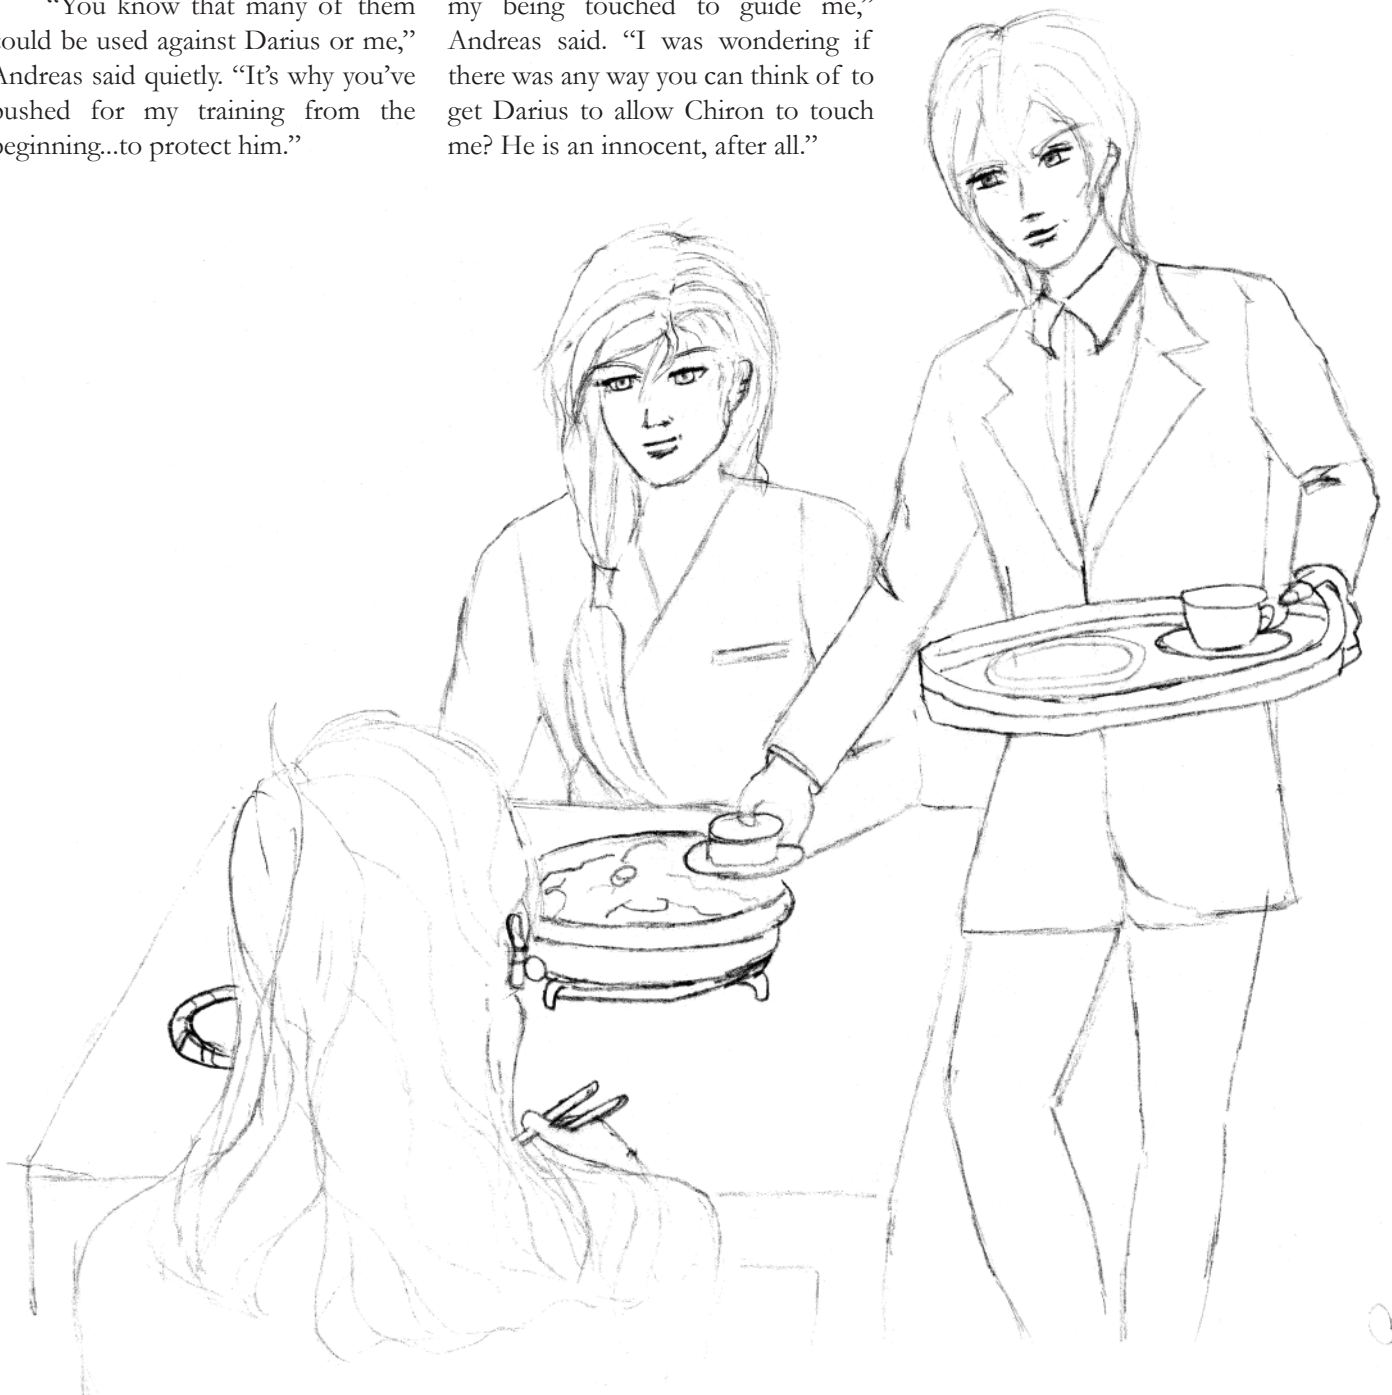 “You know that many of them
could be used against Darius or me,”
Andreas said quietly. “It’s why you’ve
pushed for my training from the
beginning...to protect him.”
my being touched to guide me,”
Andreas said. “I was wondering if
there was any way you can think of to
get Darius to allow Chiron to touch
me? He is an innocent, after all.”